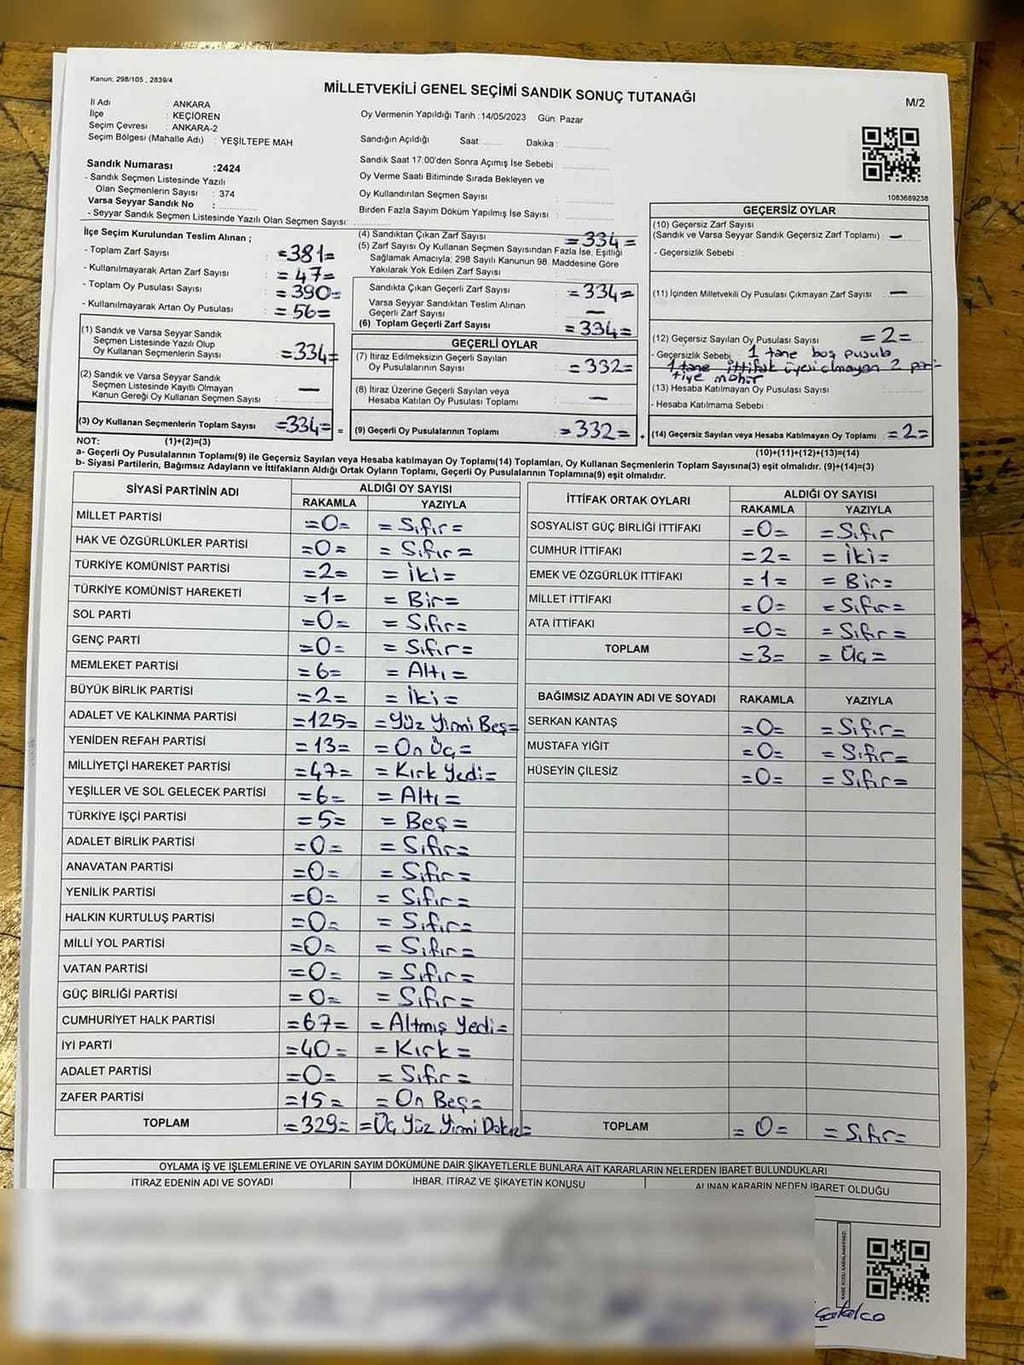 Kanun: 298/105 , 2839/4
MİLLETVEKİLİ GENEL SEÇİMİ SANDIK SONUÇ TUTANAĞI
M/2
İl Adı : ANKARA
İlçe : KEÇİÖREN
Seçim Çevresi : ANKARA-2
Seçim Bölgesi (Mahalle Adı) : YEŞİLTEPE MAH
Sandık Numarası :2424
- Sandık Seçmen Listesinde Yazılı
Olan Seçmenlerin Sayısı : 374
Varsa Seyyar Sandık No :
- Seyyar Sandık Seçmen Listesinde Yazılı Olan Seçmen Sayısı:
Oy Vermenin Yapıldığı Tarih :14/05/2023 Gün: Pazar
Sandığın Açıldığı Saat: Dakika :
Sandık Saat 17.00'den Sonra Açımış İse Sebebi :
Oy Verme Saati Bitiminde Sırada Bekleyen ve
Oy Kullandırılan Seçmen Sayısı :
Birden Fazla Sayım Döküm Yapılmış İse Sayısı :
1083689238
İlçe Seçim Kurulundan Teslim Alınan ;
- Toplam Zarf Sayısı : =381=
- Kullanılmayarak Artan Zarf Sayısı : =47=
- Toplam Oy Pusulası Sayısı : =390=
- Kullanılmayarak Artan Oy Pusulası : =56=
(1) Sandık ve Varsa Seyyar Sandık
Seçmen Listesinde Yazılı Olup
Oy Kullanan Seçmenlerin Sayısı : =334=
(2) Sandık ve Varsa Seyyar Sandık
Seçmen Listesinde Kayıtlı Olmayan
Kanun Gereği Oy Kullanan Seçmen Sayısı : —
(3) Oy Kullanan Seçmenlerin Toplam Sayısı : =334=
(4) Sandıktan Çıkan Zarf Sayısı : =334=
(5) Zarf Sayısı Oy Kullanan Seçmen Sayısından Fazla İse, Eşitliği
Sağlamak Amacıyla; 298 Sayılı Kanunun 98. Maddesine Göre
Yakılarak Yok Edilen Zarf Sayısı :
Sandıkta Çıkan Geçerli Zarf Sayısı : =334=
Varsa Seyyar Sandıktan Teslim Alınan
Geçerli Zarf Sayısı : —
(6) Toplam Geçerli Zarf Sayısı : =334=
GEÇERLİ OYLAR
(7) İtiraz Edilmeksizin Geçerli Sayılan
Oy Pusulalarının Sayısı : =332=
(8) İtiraz Üzerine Geçerli Sayılan veya
Hesaba Katılan Oy Pusulası Toplamı : —
= (9) Geçerli Oy Pusulalarının Toplamı : =332= +
GEÇERSİZ OYLAR
(10) Geçersiz Zarf Sayısı
(Sandık ve Varsa Seyyar Sandık Geçersiz Zarf Toplamı) : —
- Geçersizlik Sebebi :
(11) İçinden Milletvekili Oy Pusulası Çıkmayan Zarf Sayısı : —
(12) Geçersiz Sayılan Oy Pusulası Sayısı : =2=
- Geçersizlik Sebebi : 1 tane boş pusula
1 tane ittifak üyesi olmayan 2 par-
tiye mühür
(13) Hesaba Katılmayan Oy Pusulası Sayısı :
- Hesaba Katılmama Sebebi :
(14) Geçersiz Sayılan veya Hesaba Katılmayan Oy Toplamı : =2=
NOT: (1)+(2)=(3)
(10)+(11)+(12)+(13)=(14)
a- Geçerli Oy Pusulalarının Toplamı(9) ile Geçersiz Sayılan veya Hesaba katılmayan Oy Toplamı(14) Toplamları, Oy Kullanan Seçmenlerin Toplam Sayısına(3) eşit olmalıdır. (9)+(14)=(3)
b- Siyasi Partilerin, Bağımsız Adayların ve İttifakların Aldığı Ortak Oyların Toplamı, Geçerli Oy Pusulalarının Toplamına(9) eşit olmalıdır.
SİYASİ PARTİNİN ADI
ALDIĞI OY SAYISI
RAKAMLA YAZIYLA
MİLLET PARTİSİ =0= =Sıfır=
HAK VE ÖZGÜRLÜKLER PARTİSİ =0= =Sıfır=
TÜRKİYE KOMÜNİST PARTİSİ =2= =İki=
TÜRKİYE KOMÜNİST HAREKETİ =1= =Bir=
SOL PARTİ =0= =Sıfır=
GENÇ PARTİ =0= =Sıfır=
MEMLEKET PARTİSİ =6= =Altı=
BÜYÜK BİRLİK PARTİSİ =2= =İki=
ADALET VE KALKINMA PARTİSİ =125= =Yüz Yirmi Beş=
YENİDEN REFAH PARTİSİ =13= =On Üç=
MİLLİYETÇİ HAREKET PARTİSİ =47= =Kırk Yedi=
YEŞİLLER VE SOL GELECEK PARTİSİ =6= =Altı=
TÜRKİYE İŞÇİ PARTİSİ =5= =Beş=
ADALET BİRLİK PARTİSİ =0= =Sıfır=
ANAVATAN PARTİSİ =0= =Sıfır=
YENİLİK PARTİSİ =0= =Sıfır=
HALKIN KURTULUŞ PARTİSİ =0= =Sıfır=
MİLLİ YOL PARTİSİ =0= =Sıfır=
VATAN PARTİSİ =0= =Sıfır=
GÜÇ BİRLİĞİ PARTİSİ =0= =Sıfır=
CUMHURİYET HALK PARTİSİ =67= =Altmış Yedi=
İYİ PARTİ =40= =Kırk=
ADALET PARTİSİ =0= =Sıfır=
ZAFER PARTİSİ =15= =On Beş=
TOPLAM =329= =Üç Yüz Yirmi Dokuz=
İTTİFAK ORTAK OYLARI
ALDIĞI OY SAYISI
RAKAMLA YAZIYLA
SOSYALIST GÜÇ BİRLİĞİ İTTİFAKI =0= =Sıfır
CUMHUR İTTİFAKI =2= =İki=
EMEK VE ÖZGÜRLÜK İTTİFAKI =1= =Bir=
MİLLET İTTİFAKI =0= =Sıfır=
ATA İTTİFAKI =0= =Sıfır=
TOPLAM =3= =Üç=
BAĞIMSIZ ADAYIN ADI VE SOYADI RAKAMLA YAZIYLA
SERKAN KANTAŞ =0= =Sıfır=
MUSTAFA YİĞİT =0= =Sıfır=
HÜSEYİN ÇİLESİZ =0= =Sıfır=
TOPLAM =0= =Sıfır=
OYLAMA İŞ VE İŞLEMLERINE VE OYLARIN SAYIM DÖKÜMÜNE DAİR ŞİKAYETLERLE BUNLARA AİT KARARLARIN NELERDEN İBARET BULUNDUKLARI
İTİRAZ EDENİN ADI VE SOYADI
İHBAR, İTİRAZ VE ŞİKAYETİN KONUSU
ALINAN KARARIN NEDEN İBARET OLDUĞU